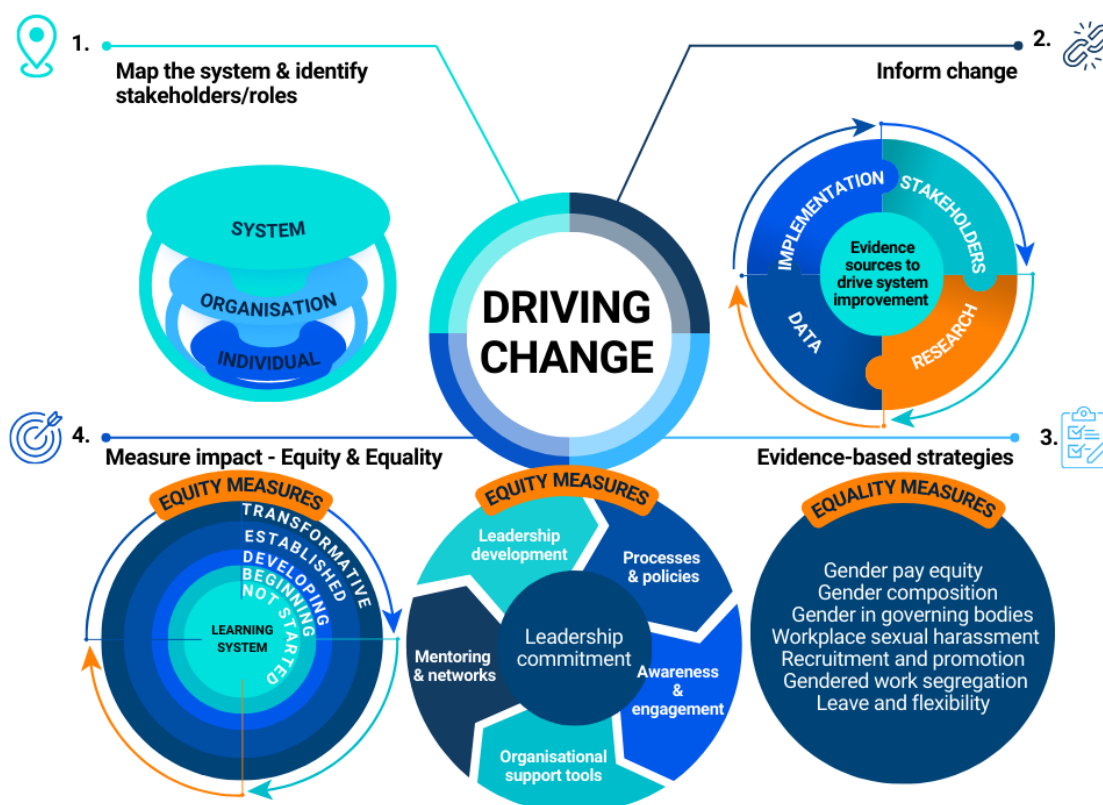 1.
Map the system & identify
stakeholders/roles
2.
Inform change
SYSTEM
ORGANISATION
INDIVIDUAL
DRIVING
CHANGE
IMPLEMENTATION
STAKEHOLDERS
Evidence
sources to
drive system
improvement
DATA
RESEARCH
4.
Measure impact - Equity & Equality
3.
Evidence-based strategies
EQUITY MEASURES
TRANSFORMATIVE
ESTABLISHED
DEVELOPING
BEGINNING
NOT STARTED
LEARNING
SYSTEM
EQUITY MEASURES
Leadership
development
Processes
& policies
Leadership
commitment
Mentoring
& networks
Awareness
&
engagement
Organisational
support tools
EQUALITY MEASURES
Gender pay equity
Gender composition
Gender in governing bodies
Workplace sexual harassment
Recruitment and promotion
Gendered work segregation
Leave and flexibility